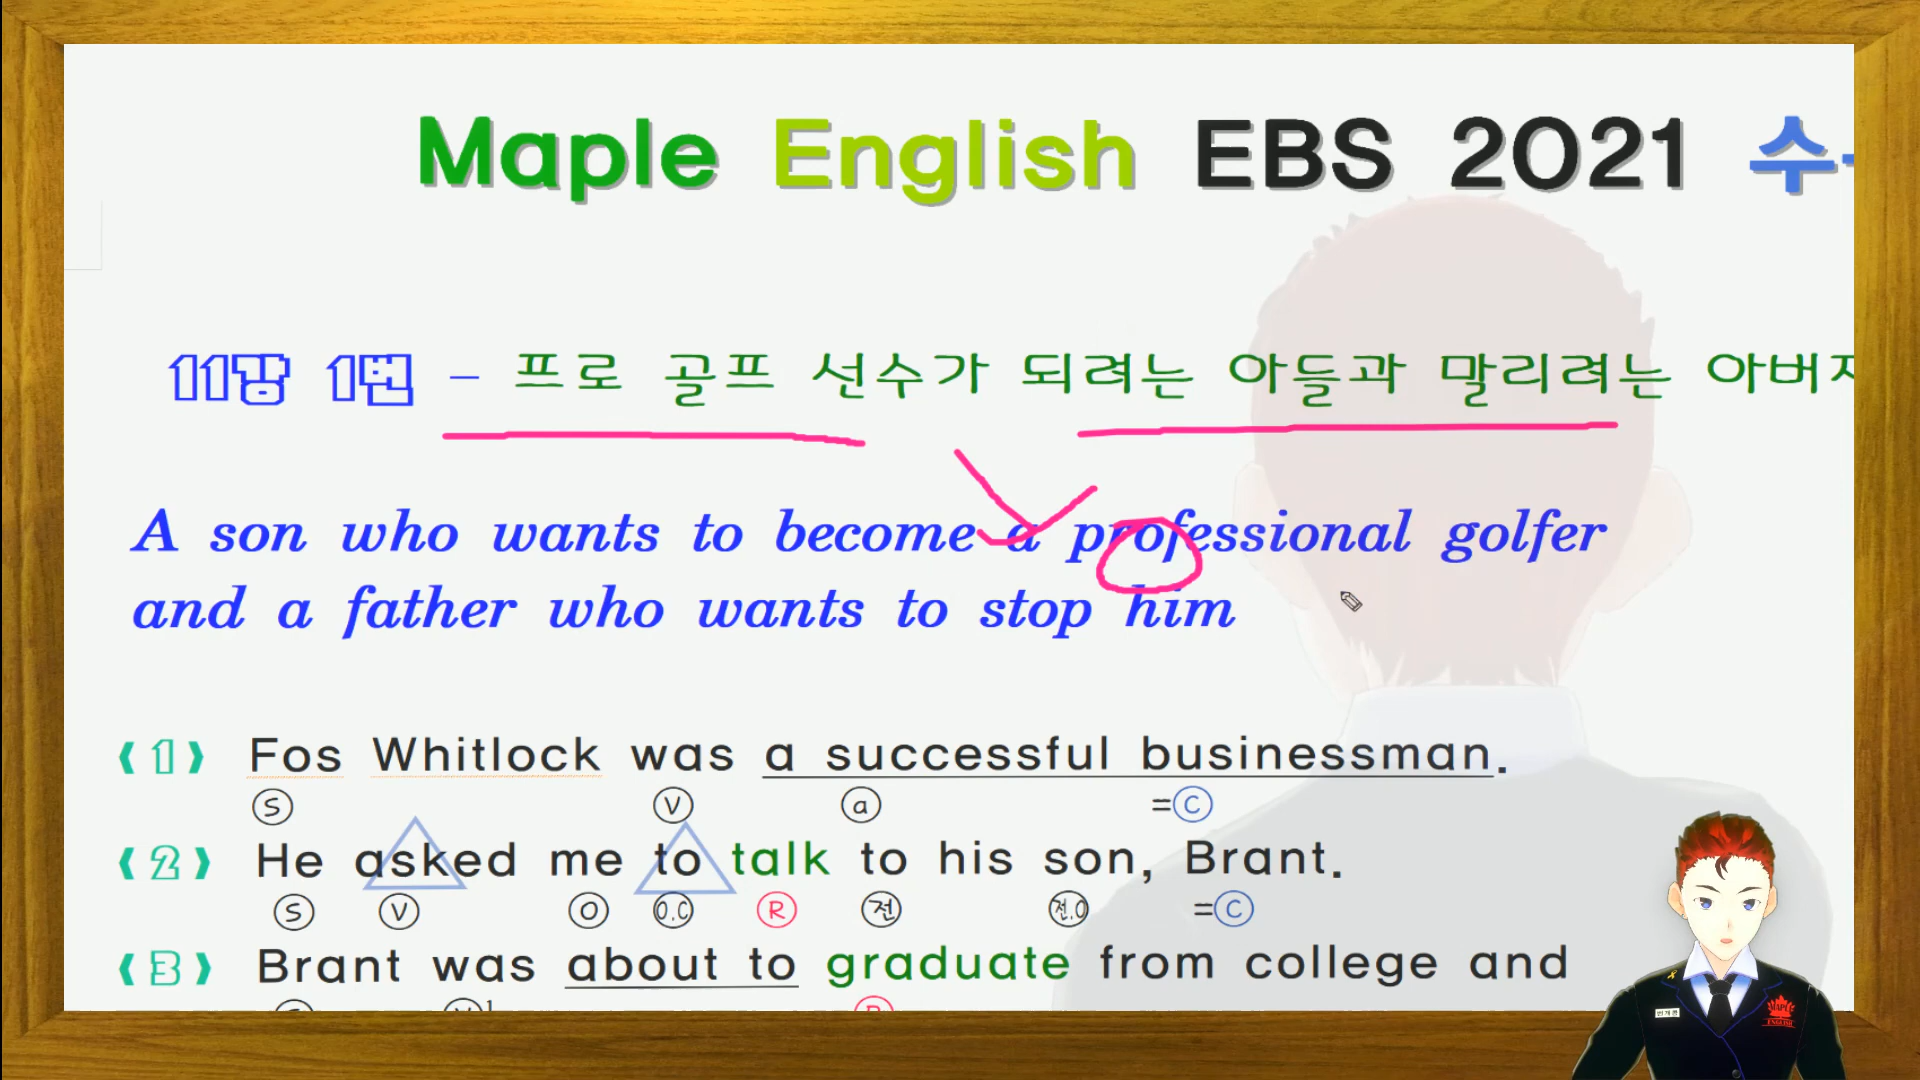 Maple English EBS 2021 수
11강 1번 - 프로 골프 선수가 되려는 아들과 말리려는 아버지
A son who wants to become a professional golfer
and a father who wants to stop him
❨1❩ Fos Whitlock was a successful businessman.
Ⓢ Ⓥ ⓐ =Ⓒ
❨2❩ He asked me to talk to his son, Brant.
Ⓢ Ⓥ Ⓞ O.C Ⓡ 전 전.O =Ⓒ
❨3❩ Brant was about to graduate from college and
MAPLE
ENGLISH